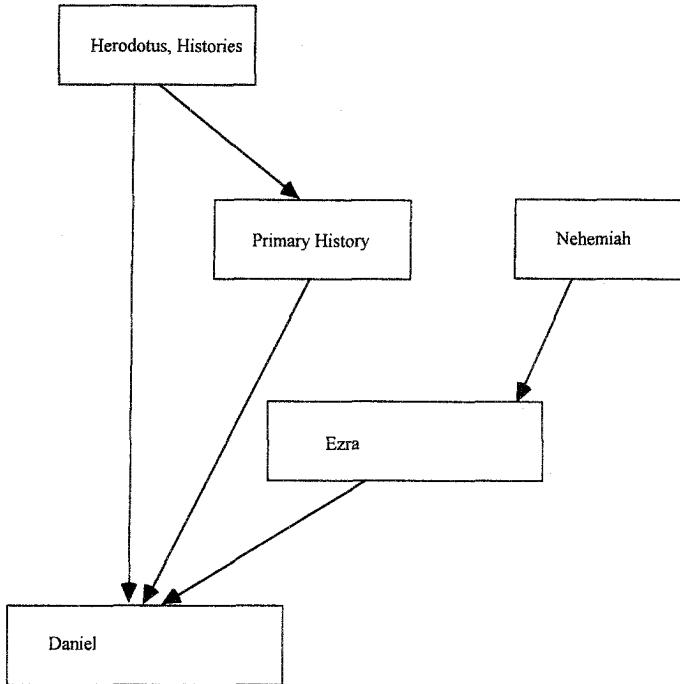 Herodotus, Histories
Primary History
Nehemiah
Ezra
Daniel